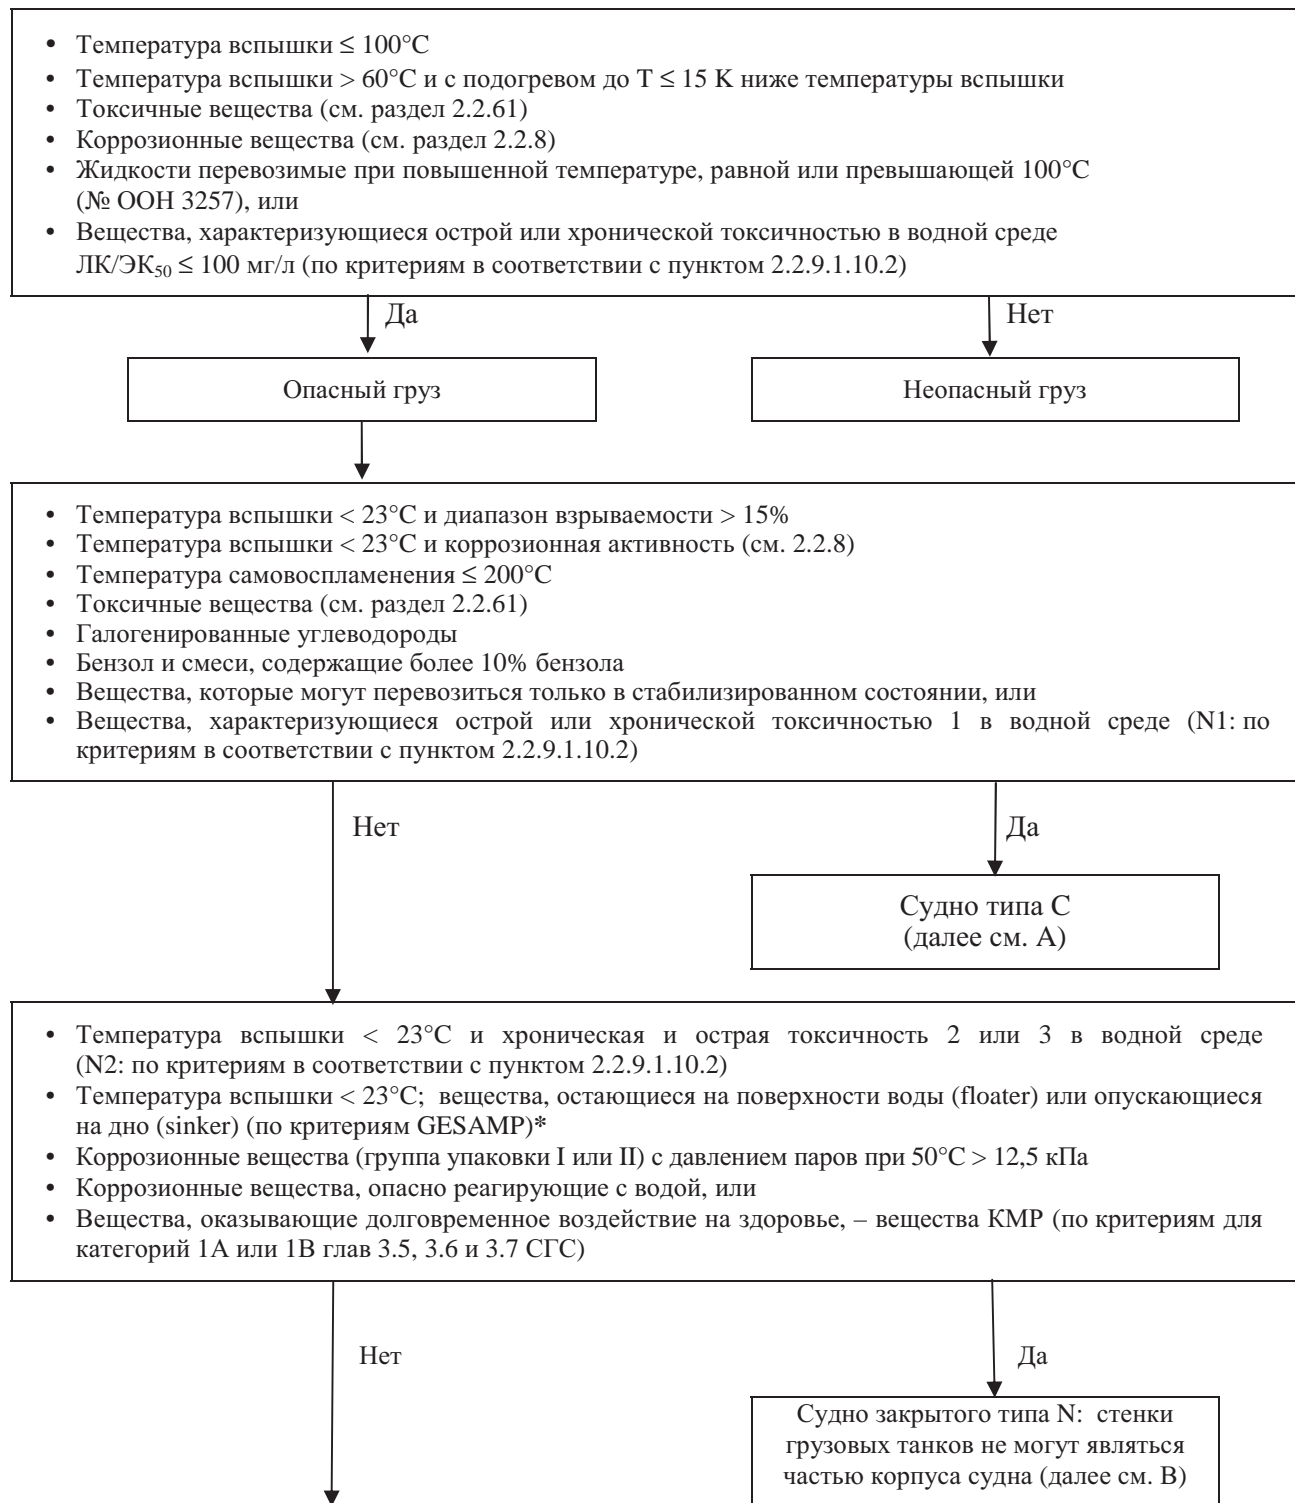 • Температура вспышки ≤ 100°C
• Температура вспышки > 60°C и с подогревом до T ≤ 15 K ниже температуры вспышки
• Токсичные вещества (см. раздел 2.2.61)
• Коррозионные вещества (см. раздел 2.2.8)
• Жидкости перевозимые при повышенной температуре, равной или превышающей 100°C
(№ ООН 3257), или
• Вещества, характеризующиеся острой или хронической токсичностью в водной среде
ЛК/ЭК₅₀ ≤ 100 мг/л (по критериям в соответствии с пунктом 2.2.9.1.10.2)
Да
Нет
Опасный груз
Неопасный груз
• Температура вспышки < 23°C и диапазон взрываемости > 15%
• Температура вспышки < 23°C и коррозионная активность (см. 2.2.8)
• Температура самовоспламенения ≤ 200°C
• Токсичные вещества (см. раздел 2.2.61)
• Галогенированные углеводороды
• Бензол и смеси, содержащие более 10% бензола
• Вещества, которые могут перевозиться только в стабилизированном состоянии, или
• Вещества, характеризующиеся острой или хронической токсичностью 1 в водной среде (N1: по
критериям в соответствии с пунктом 2.2.9.1.10.2)
Нет
Да
Судно типа C
(далее см. A)
• Температура вспышки < 23°C и хроническая и острая токсичность 2 или 3 в водной среде
(N2: по критериям в соответствии с пунктом 2.2.9.1.10.2)
• Температура вспышки < 23°C; вещества, остающиеся на поверхности воды (floater) или опускающиеся
на дно (sinker) (по критериям GESAMP)*
• Коррозионные вещества (группа упаковки I или II) с давлением паров при 50°C > 12,5 кПа
• Коррозионные вещества, опасно реагирующие с водой, или
• Вещества, оказывающие долговременное воздействие на здоровье, – вещества КМР (по критериям для
категорий 1A или 1B глав 3.5, 3.6 и 3.7 СГС)
Нет
Да
Судно закрытого типа N: стенки
грузовых танков не могут являться
частью корпуса судна (далее см. B)